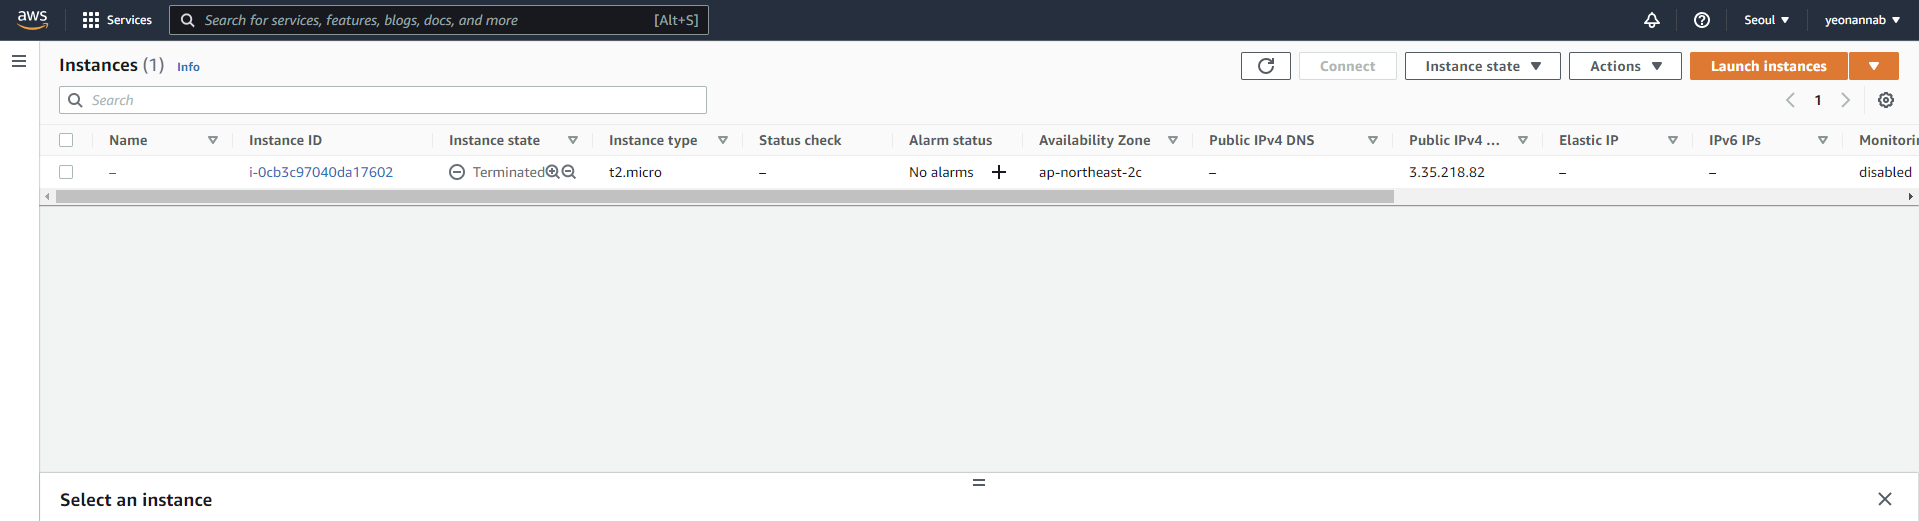 aws Services Search for services, features, blogs, docs, and more [Alt+S] Seoul yeonannab
Instances (1) Info Connect Instance state Actions Launch instances
Search 1
Name Instance ID Instance state Instance type Status check Alarm status Availability Zone Public IPv4 DNS Public IPv4 ... Elastic IP IPv6 IPs Monitorin
– i-0cb3c97040da17602 Terminated t2.micro – No alarms + ap-northeast-2c – 3.35.218.82 – – disabled
Select an instance